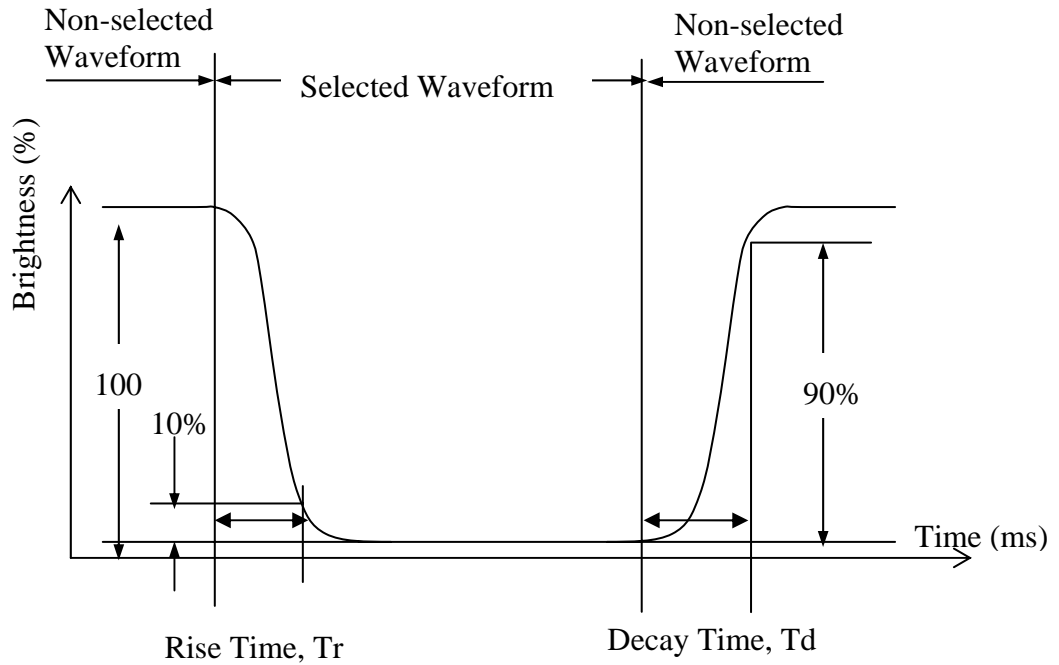 Non-selected
Waveform
Non-selected
Waveform
Selected Waveform
Brightness (%)
100
10%
90%
Time (ms)
Rise Time, Tr
Decay Time, Td